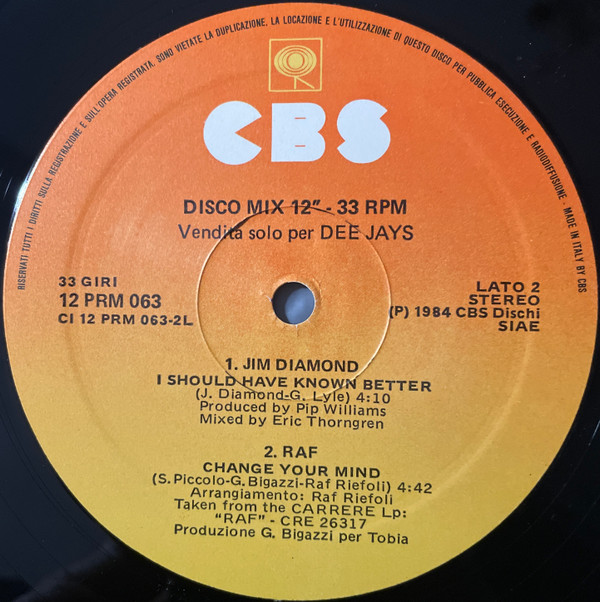 RISERVATI TUTTI I DIRITTI SULLA REGISTRAZIONE E SULL'OPERA REGISTRATA. SONO VIETATE LA DUPLICAZIONE, LA LOCAZIONE E L'UTILIZZAZIONE DI QUESTO DISCO PER PUBBLICA ESECUZIONE E RADIODIFFUSIONE - MADE IN ITALY BY CBS
CBS
DISCO MIX 12" - 33 RPM
Vendita solo per DEE JAYS
33 GIRI
12 PRM 063
CI 12 PRM 063-2L
LATO 2
STEREO
(P) 1984 CBS Dischi
SIAE
1. JIM DIAMOND
I SHOULD HAVE KNOWN BETTER
(J. Diamond-G. Lyle) 4:10
Produced by Pip Williams
Mixed by Eric Thorngren
2. RAF
CHANGE YOUR MIND
(S. Piccolo-G. Bigazzi-Raf Riefoli) 4:42
Arrangiamento: Raf Riefoli
Taken from the CARRERE Lp:
"RAF" - CRE 26317
Produzione G. Bigazzi per Tobia